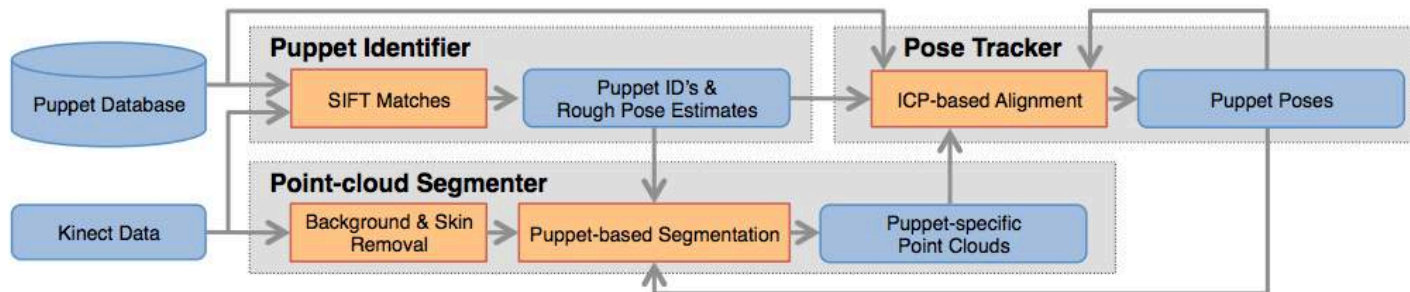 Puppet Identifier
Pose Tracker
Puppet Database
SIFT Matches
Puppet ID's &
Rough Pose Estimates
ICP-based Alignment
Puppet Poses
Point-cloud Segmenter
Kinect Data
Background & Skin
Removal
Puppet-based Segmentation
Puppet-specific
Point Clouds